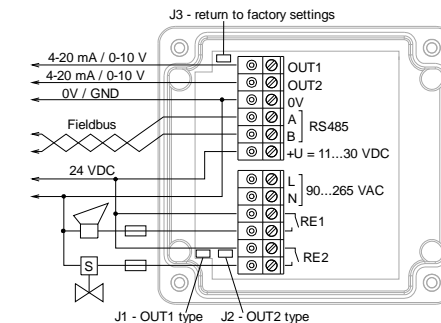 J3 - return to factory settings
4-20 mA / 0-10 V
OUT1
4-20 mA / 0-10 V
OUT2
0V / GND
0V
Fieldbus
A
B
RS485
+U = 11...30 VDC
24 VDC
L
N
90...265 VAC
RE1
RE2
S
J1 - OUT1 type
J2 - OUT2 type